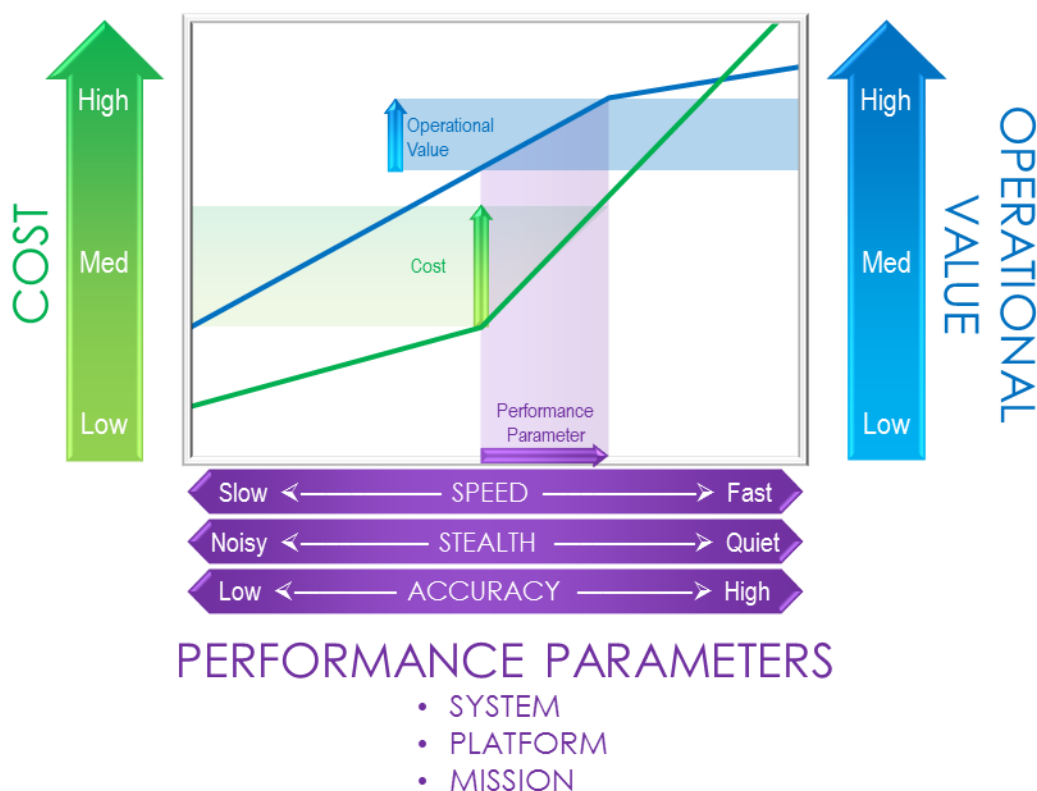 COST
High
Med
Low
Operational
Value
Cost
Performance
Parameter
High
Med
Low
OPERATIONAL
VALUE
Slow SPEED Fast
Noisy STEALTH Quiet
Low ACCURACY High
PERFORMANCE PARAMETERS
• SYSTEM
• PLATFORM
• MISSION